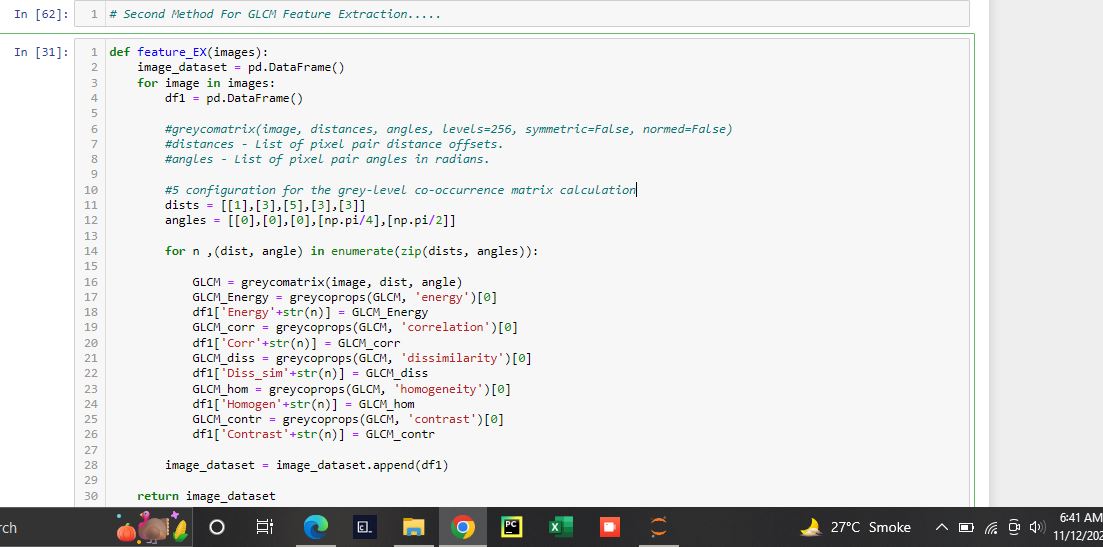 In [62]: 1 # Second Method For GLCM Feature Extraction.....
In [31]: 1 def feature_EX(images):
2     image_dataset = pd.DataFrame()
3     for image in images:
4         df1 = pd.DataFrame()
5
6         #greycomatrix(image, distances, angles, levels=256, symmetric=False, normed=False)
7         #distances - List of pixel pair distance offsets.
8         #angles - List of pixel pair angles in radians.
9
10         #5 configuration for the grey-level co-occurrence matrix calculation
11         dists = [[1],[3],[5],[3],[3]]
12         angles = [[0],[0],[0],[np.pi/4],[np.pi/2]]
13
14         for n ,(dist, angle) in enumerate(zip(dists, angles)):
15
16             GLCM = greycomatrix(image, dist, angle)
17             GLCM_Energy = greycoprops(GLCM, 'energy')[0]
18             df1['Energy'+str(n)] = GLCM_Energy
19             GLCM_corr = greycoprops(GLCM, 'correlation')[0]
20             df1['Corr'+str(n)] = GLCM_corr
21             GLCM_diss = greycoprops(GLCM, 'dissimilarity')[0]
22             df1['Diss_sim'+str(n)] = GLCM_diss
23             GLCM_hom = greycoprops(GLCM, 'homogeneity')[0]
24             df1['Homogen'+str(n)] = GLCM_hom
25             GLCM_contr = greycoprops(GLCM, 'contrast')[0]
26             df1['Contrast'+str(n)] = GLCM_contr
27
28         image_dataset = image_dataset.append(df1)
29
30     return image_dataset
rch
PC
27°C Smoke
6:41 AM
11/12/202